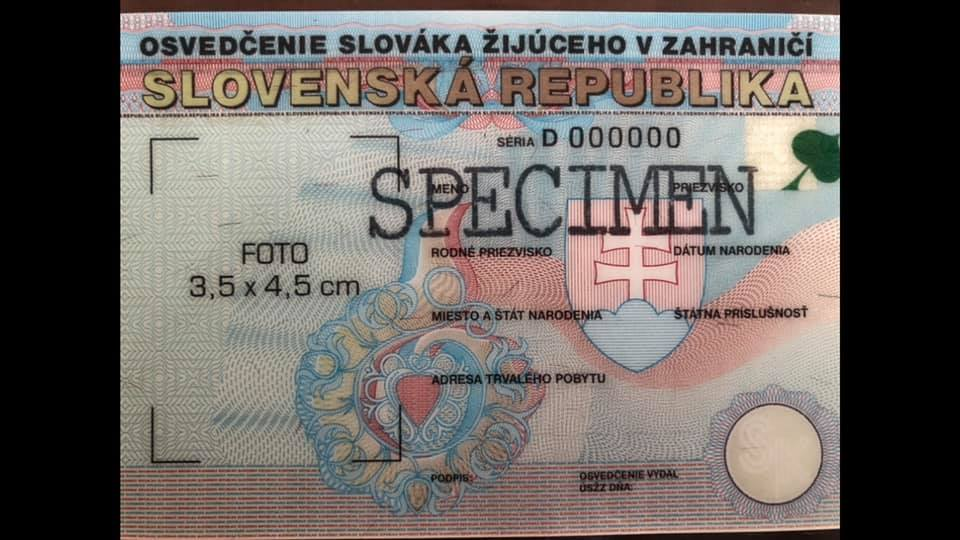 OSVEDČENIE SLOVÁKA ŽIJÚCEHO V ZAHRANIČÍ
SLOVENSKÁ REPUBLIKA
SÉRIA D 000000
SPECIMEN
MENO PRIEZVISKO
RODNÉ PRIEZVISKO DÁTUM NARODENIA
FOTO
3,5 x 4,5 cm
MIESTO A ŠTÁT NARODENIA ŠTÁTNA PRÍSLUŠNOSŤ
ADRESA TRVALÉHO POBYTU
PODPIS: OSVEDČENIE VYDAL
ÚSŽZ DŇA: